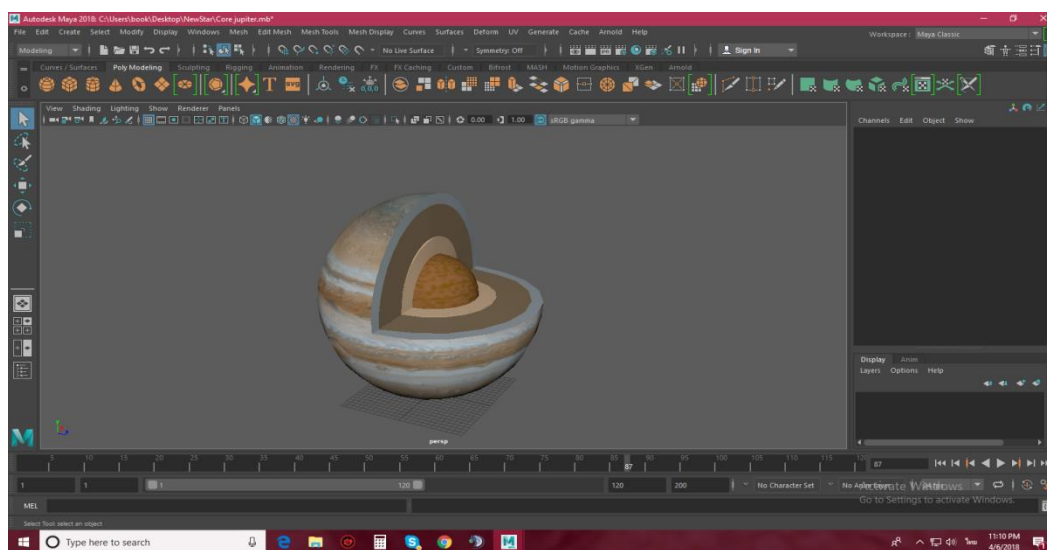 Autodesk Maya 2018: C:\Users\book\Desktop\NewStar\Core jupiter.mb*
File Edit Create Select Modify Display Windows Mesh Edit Mesh Mesh Tools Mesh Display Curves Surfaces Deform UV Generate Cache Arnold Help
Workspace: Maya Classic
Modeling No Live Surface Symmetry: Off Sign In
Curves / Surfaces Poly Modeling Sculpting Rigging Animation Rendering FX FX Caching Custom Bifrost MASH Motion Graphics XGen Arnold
View Shading Lighting Show Renderer Panels
0.00 1.00 sRGB gamma
Channels Edit Object Show
persp
Display Anim
Layers Options Help
5 10 15 20 25 30 35 40 45 50 55 60 65 70 75 80 85 90 95 100 105 110 115 120
87
87
1 1 1 120 120 200 No Character Set
Activate Windows
Go to Settings to activate Windows.
MEL
Select Tool: select an object
Type here to search
11:10 PM
4/6/2018